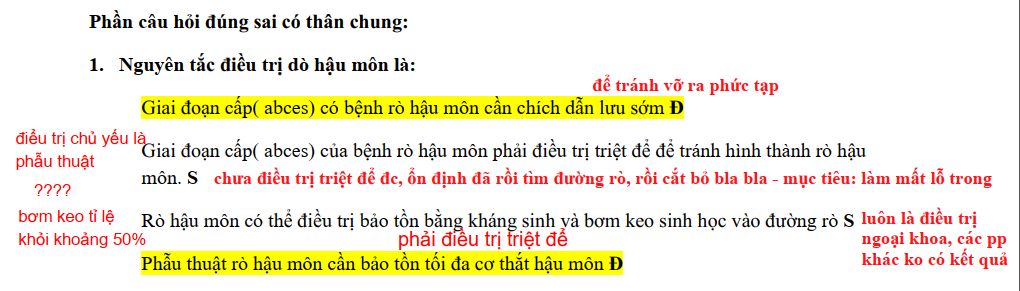 Phần câu hỏi đúng sai có thân chung:
1. Nguyên tắc điều trị dò hậu môn là:
để tránh vỡ ra phức tạp
Giai đoạn cấp( abces) có bệnh rò hậu môn cần chích dẫn lưu sớm Đ
điều trị chủ yếu là
phẫu thuật
Giai đoạn cấp( abces) của bệnh rò hậu môn phải điều trị triệt để để tránh hình thành rò hậu
môn. S chưa điều trị triệt để đc, ổn định đã rồi tìm đường rò, rồi cắt bỏ bla bla - mục tiêu: làm mất lỗ trong
????
bơm keo tỉ lệ
khỏi khoảng 50%
Rò hậu môn có thể điều trị bảo tồn bằng kháng sinh và bơm keo sinh học vào đường rò S
luôn là điều trị
ngoại khoa, các pp
khác ko có kết quả
phải điều trị triệt để
Phẫu thuật rò hậu môn cần bảo tồn tối đa cơ thắt hậu môn Đ